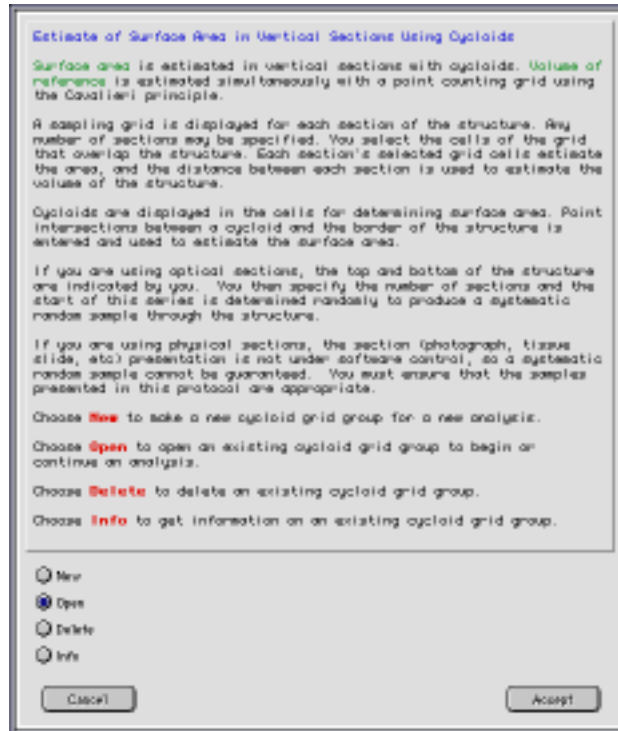 Estimate of Surface Area in Vertical Sections Using Cycloids
Surface area is estimated in vertical sections with cycloids. Volume of
reference is estimated simultaneously with a point counting grid using
the Cavalieri principle.
A sampling grid is displayed for each section of the structure. Any
number of sections may be specified. You select the cells of the grid
that overlap the structure. Each section's selected grid cells estimate
the area, and the distance between each section is used to estimate the
volume of the structure.
Cycloids are displayed in the cells for determining surface area. Point
intersections between a cycloid and the border of the structure is
entered and used to estimate the surface area.
If you are using optical sections, the top and bottom of the structure
are indicated by you. You then specify the number of sections and the
start of this series is determined randomly to produce a systematic
random sample through the structure.
If you are using physical sections, the section (photograph, tissue
slide, etc) presentation is not under software control, so a systematic
random sample cannot be guaranteed. You must ensure that the samples
presented in this protocol are appropriate.
Choose New to make a new cycloid grid group for a new analysis.
Choose Open to open an existing cycloid grid group to begin or
continue an analysis.
Choose Delete to delete an existing cycloid grid group.
Choose Info to get information on an existing cycloid grid group.
New
Open
Delete
Info
Cancel
Accept